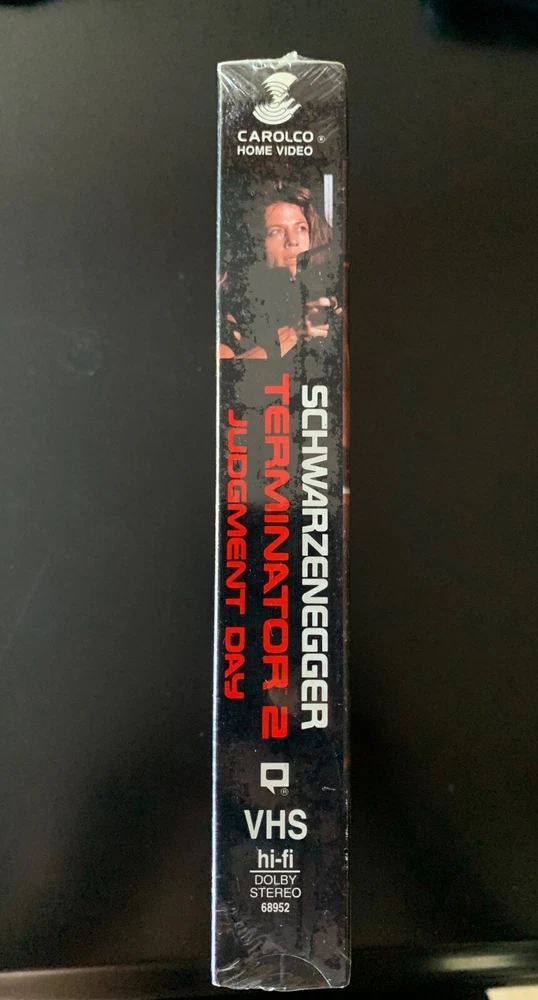 CAROLCO ®
HOME VIDEO
SCHWARZENEGGER
TERMINATOR 2
JUDGMENT DAY
®
VHS
hi-fi
DOLBY
STEREO
68952